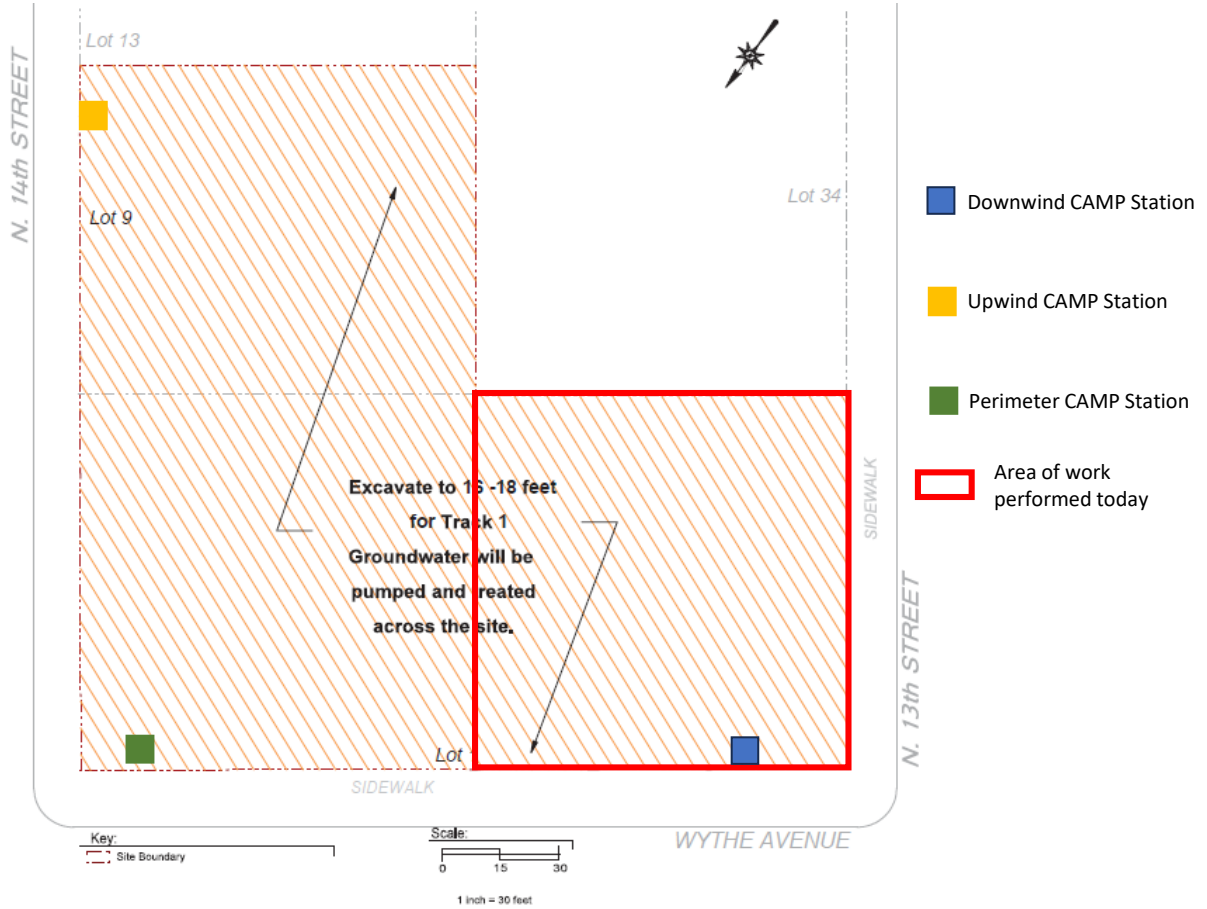 Lot 13
N. 14th STREET
Lot 9
Lot 34
Downwind CAMP Station
Upwind CAMP Station
Perimeter CAMP Station
Area of work
performed today
Excavate to 16 -18 feet
for Track 1
Groundwater will be
pumped and treated
across the site.
SIDEWALK
N. 13th STREET
Lot
SIDEWALK
WYTHE AVENUE
Key:
Site Boundary
Scale:
0 15 30
1 inch = 30 feet